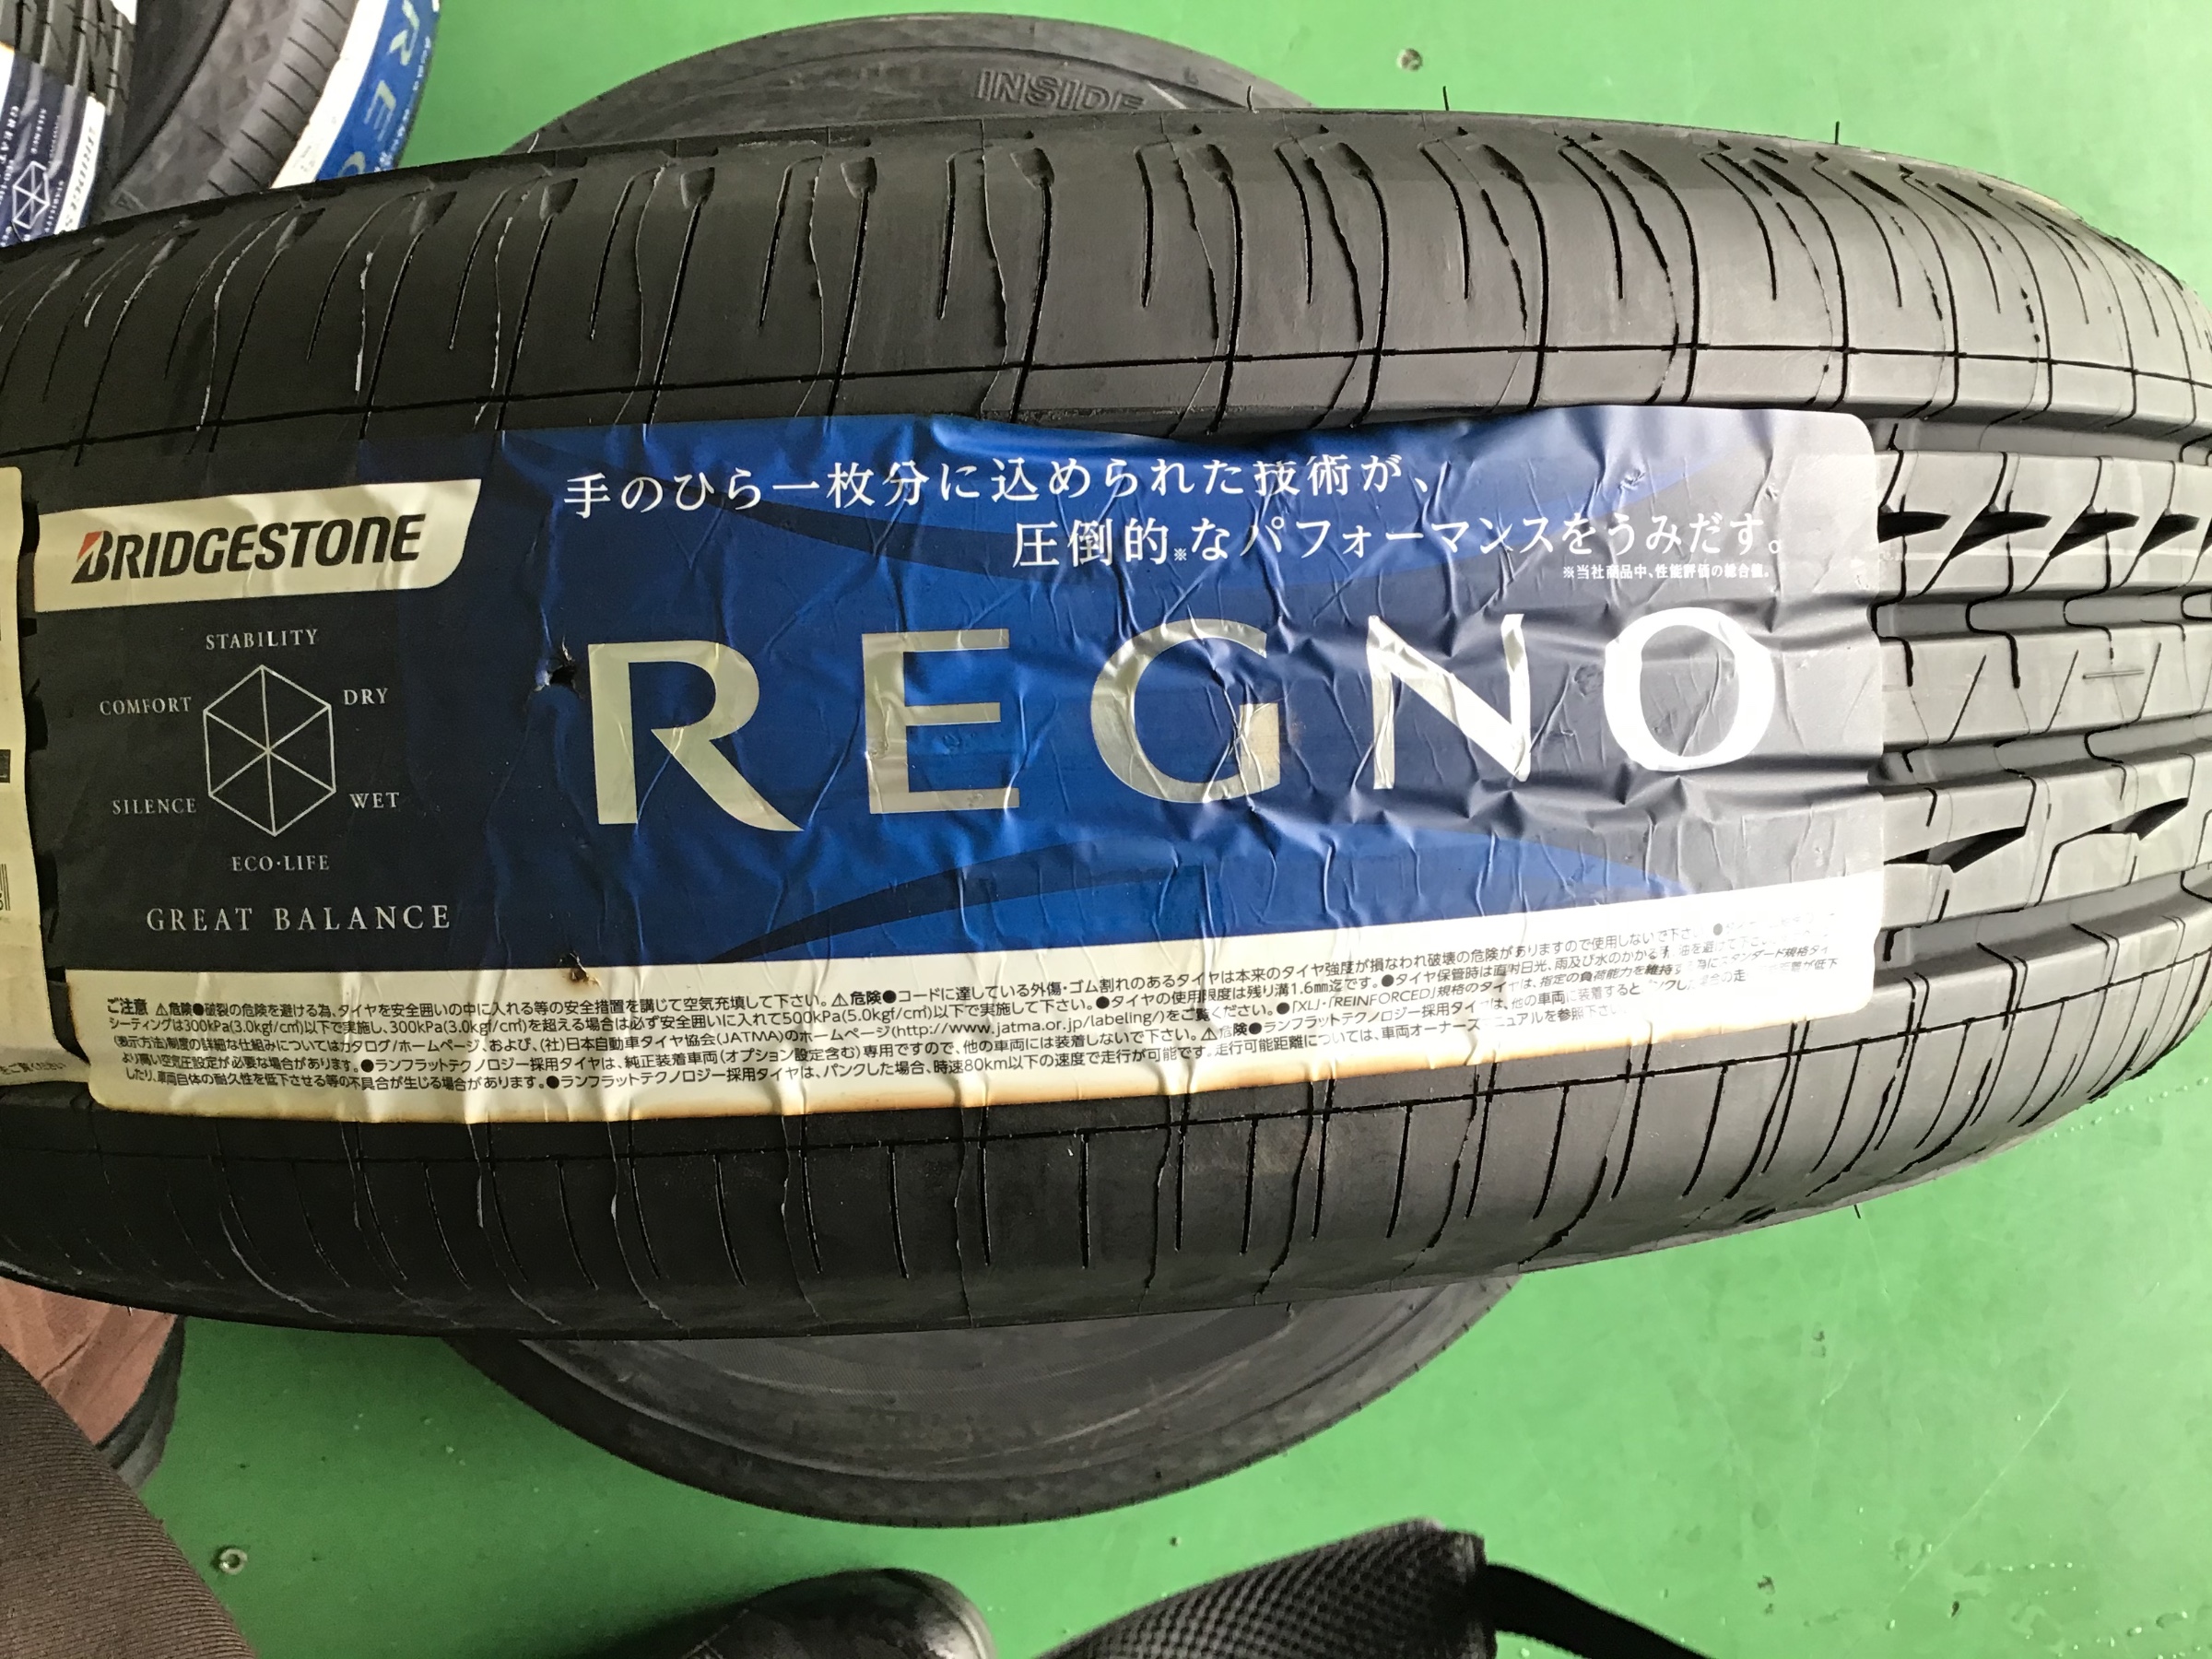 INSIDE
BRIDGESTONE
手のひら一枚分に込められた技術が、
圧倒的※なパフォーマンスをうみだす。
※当社商品中、性能評価の総合値。
REGNO
STABILITY
COMFORT
DRY
SILENCE
WET
ECO・LIFE
GREAT BALANCE
ご注意 ⚠危険●破裂の危険を避ける為、タイヤを安全囲いの中に入れる等の安全措置を講じて空気充填して下さい。⚠危険●コードに達している外傷・ゴム割れのあるタイヤは本来のタイヤ強度が損なわれ破壊の危険がありますので使用しないで下さい。
シーティングは300kPa(3.0kgf/c㎡)以下で実施し、300kPa(3.0kgf/c㎡)を超える場合は必ず安全囲いに入れて500kPa(5.0kgf/c㎡)以下で実施して下さい。●タイヤの使用限度は残り溝1.6㎜迄です。●タイヤ保管時は直射日光、雨及び水のかかる 油を避けて下さい
(表示方法)制度の詳細な仕組みについてはカタログ/ホームページ、および、(社)日本自動車タイヤ協会(JATMA)のホームページ(http://www.jatma.or.jp/labeling/)をご覧ください。●「XL」・「REINFORCED」規格のタイヤは、指定の負荷能力を維持する為にスタンダード規格タイ
より高い空気圧設定が必要な場合があります。●ランフラットテクノロジー採用タイヤは、純正装着車両(オプション設定含む)専用ですので、他の車両には装着しないで下さい。⚠危険●ランフラットテクノロジー採用タイヤは、他の車両に装着すると
したり、車両自体の耐久性を低下させる等の不具合が生じる場合があります。●ランフラットテクノロジー採用タイヤは、パンクした場合、時速80km以下の速度で走行が可能です。走行可能距離については、車両オーナーズマニュアルを参照下さい